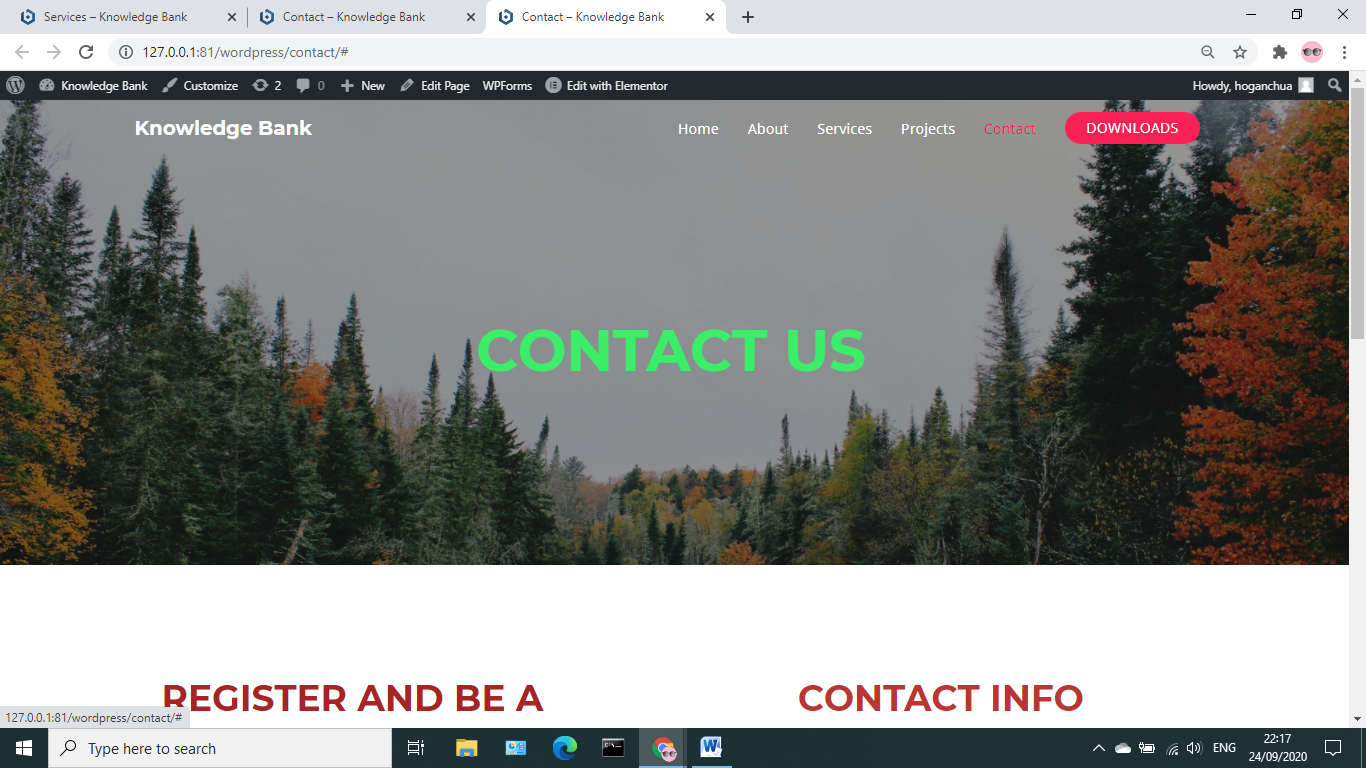 Services – Knowledge Bank
Contact – Knowledge Bank
Contact – Knowledge Bank
127.0.0.1:81/wordpress/contact/#
Knowledge Bank Customize 2 0 New Edit Page WPForms Edit with Elementor Howdy, hoganchua
Knowledge Bank Home About Services Projects Contact DOWNLOADS
CONTACT US
REGISTER AND BE A
CONTACT INFO
127.0.0.1:81/wordpress/contact/#
Type here to search
ENG
22:17
24/09/2020